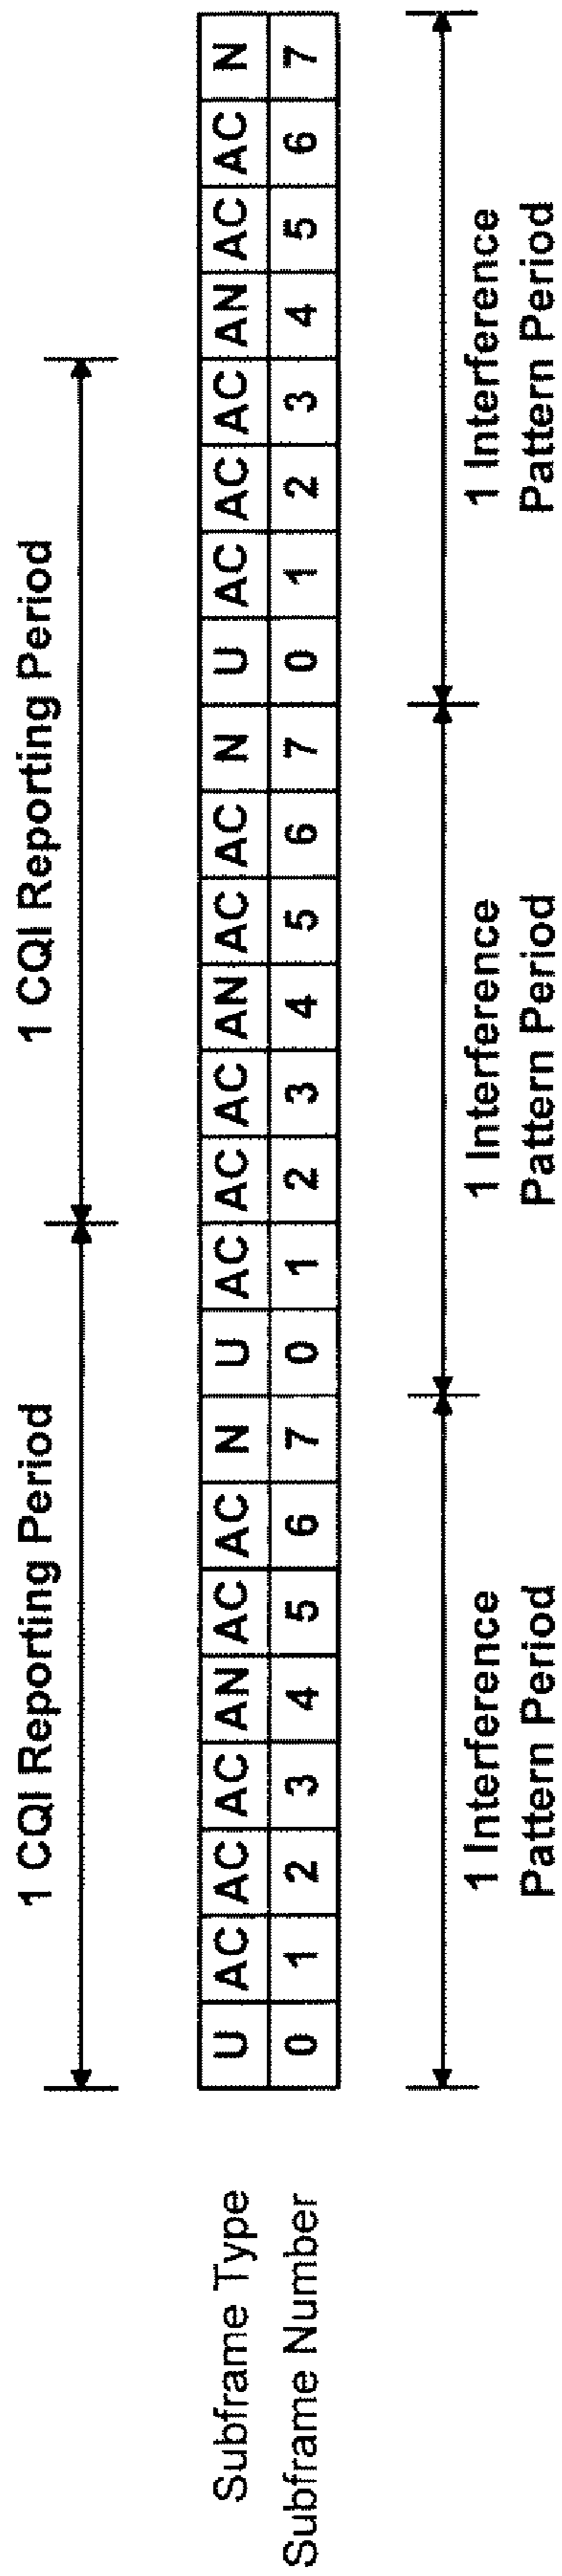 1 CQI Reporting Period 1 CQI Reporting Period
Subframe Type U AC AC AC AN AC AC N U AC AC AC AN AC AC N U AC AC AC AN AC AC N
Subframe Number 0 1 2 3 4 5 6 7 0 1 2 3 4 5 6 7 0 1 2 3 4 5 6 7
1 Interference 1 Interference 1 Interference
Pattern Period Pattern Period Pattern Period